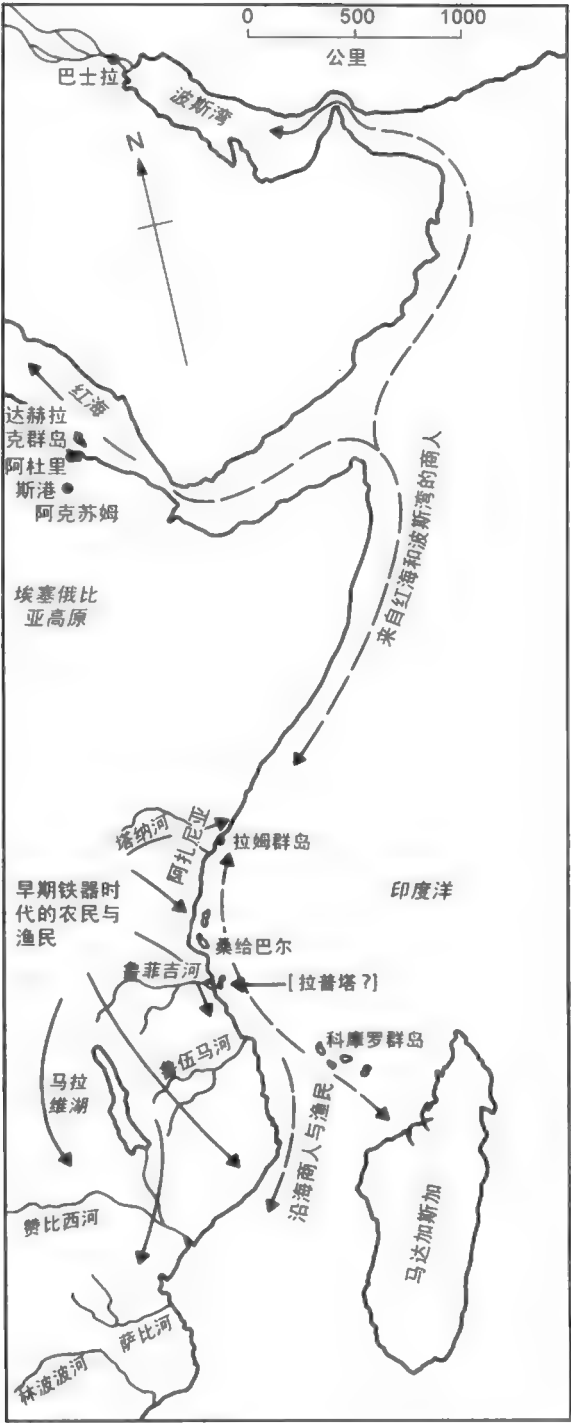 0 500 1000
公里
巴士拉
波斯湾
N
红海
达赫拉
克群岛
阿杜里
斯港
阿克苏姆
来自红海和波斯湾的商人
埃塞俄比
亚高原
塔纳河
阿扎尼亚
拉姆群岛
早期铁器时
代的农民与
渔民
印度洋
桑给巴尔
鲁菲吉河
[拉普塔?]
科摩罗群岛
鲁伍马河
马拉
维湖
沿海商人与渔民
马达加斯加
赞比西河
萨比河
林波波河